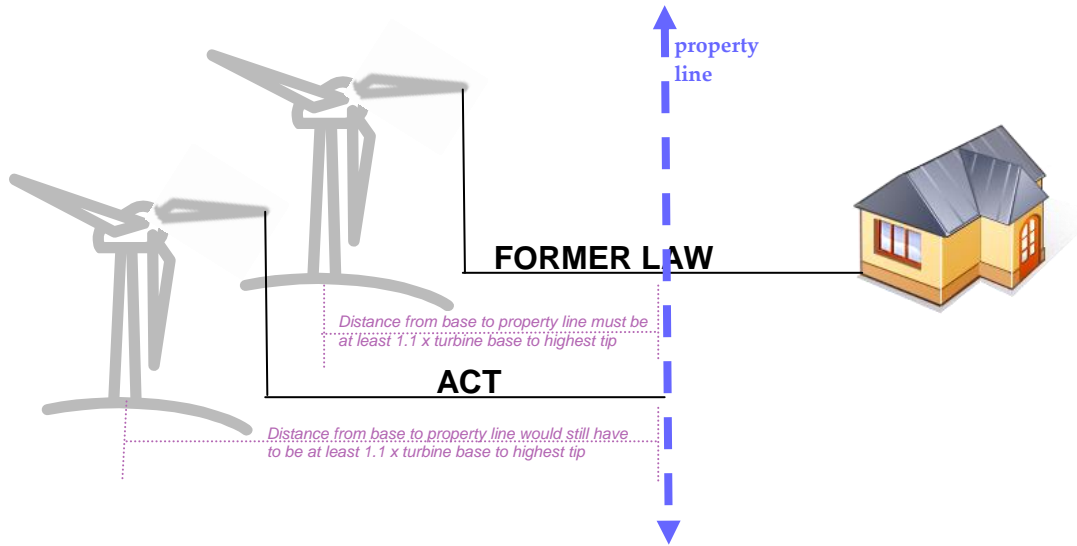 property
line
FORMER LAW
Distance from base to property line must be
at least 1.1 x turbine base to highest tip
ACT
Distance from base to property line would still have
to be at least 1.1 x turbine base to highest tip